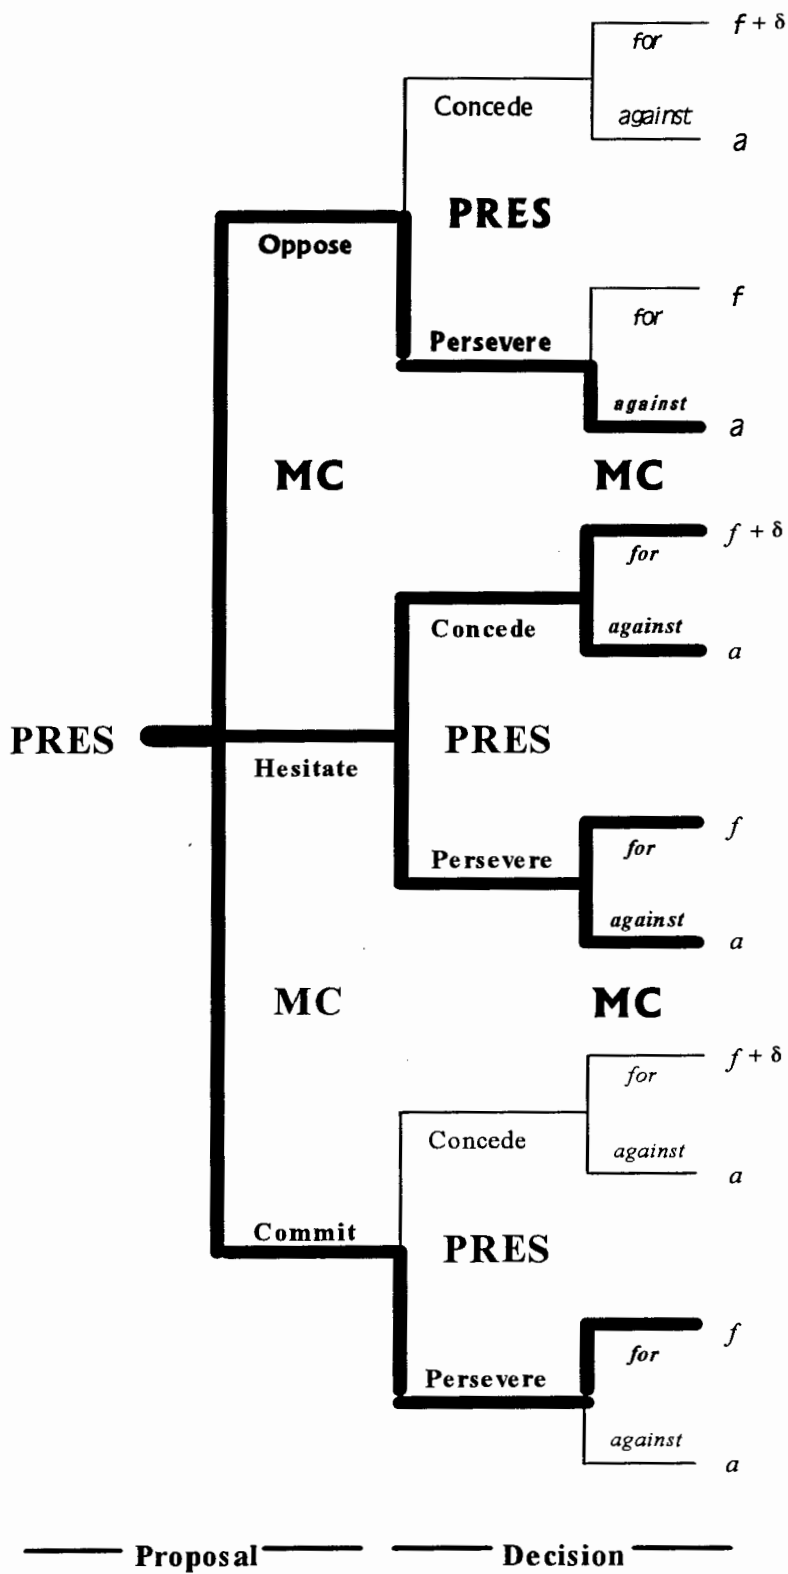 for f + δ
Concede
against a
PRES
Oppose
for f
Persevere
against a
MC MC
for f + δ
Concede against a
PRES PRES
Hesitate
for f
Persevere
against a
MC MC
for f + δ
Concede
against a
Commit PRES
for f
Persevere
against a
Proposal Decision